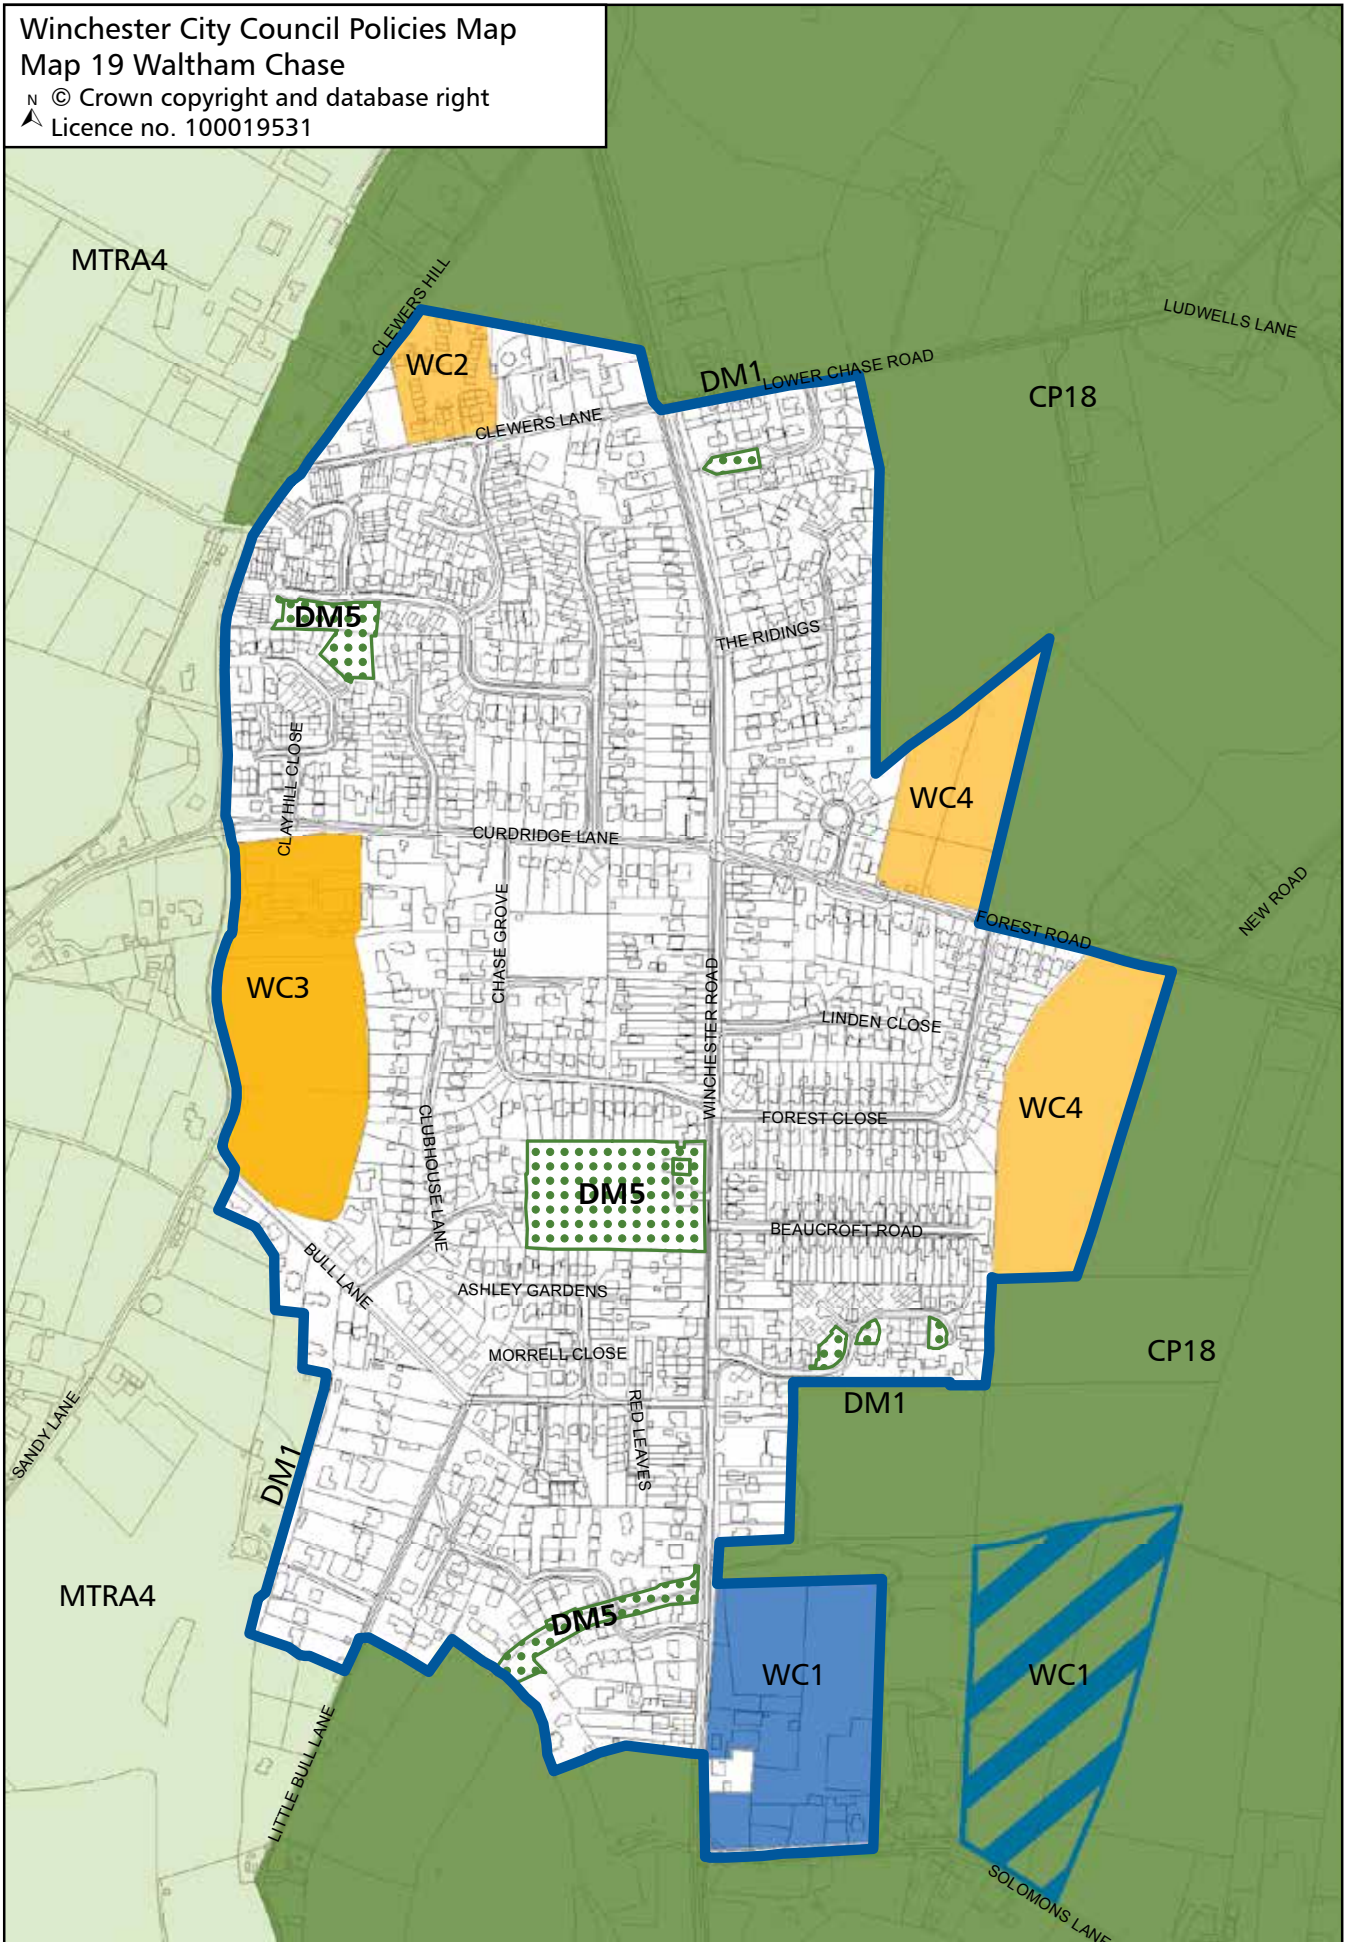 Winchester City Council Policies Map
Map 19 Waltham Chase
N © Crown copyright and database right
Licence no. 100019531
MTRA4
CLEWERS HILL
LUDWELLS LANE
WC2
DM1
LOWER CHASE ROAD
CP18
CLEWERS LANE
DM5
THE RIDINGS
CLAYHILL CLOSE
WC4
CURDRIDGE LANE
CHASE GROVE
FOREST ROAD
NEW ROAD
WC3
WINCHESTER ROAD
LINDEN CLOSE
WC4
FOREST CLOSE
CLUBHOUSE LANE
DM5
BEAUCROFT ROAD
BULL LANE
ASHLEY GARDENS
MORRELL CLOSE
CP18
SANDY LANE
RED LEAVES
DM1
DM1
MTRA4
DM5
WC1
WC1
LITTLE BULL LANE
SOLOMONS LANE